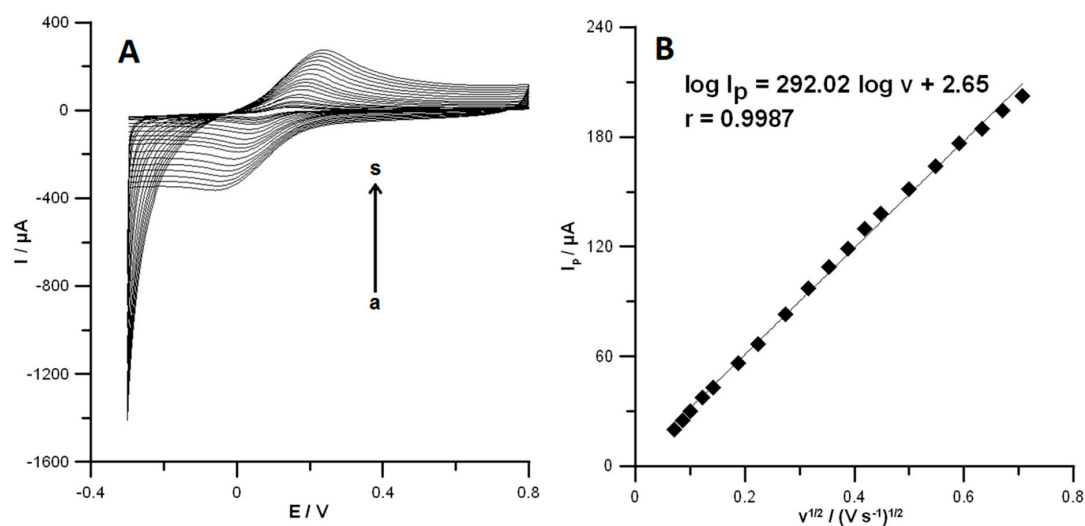 A
400
0
-400
-800
-1200
-1600
-0.4
0
0.4
0.8
I / µA
E / V
s
a
B
log Ip = 292.02 log v + 2.65
r = 0.9987
240
180
120
60
0
0
0.2
0.4
0.6
0.8
Ip / µA
v^1/2 / (V s^-1)^1/2